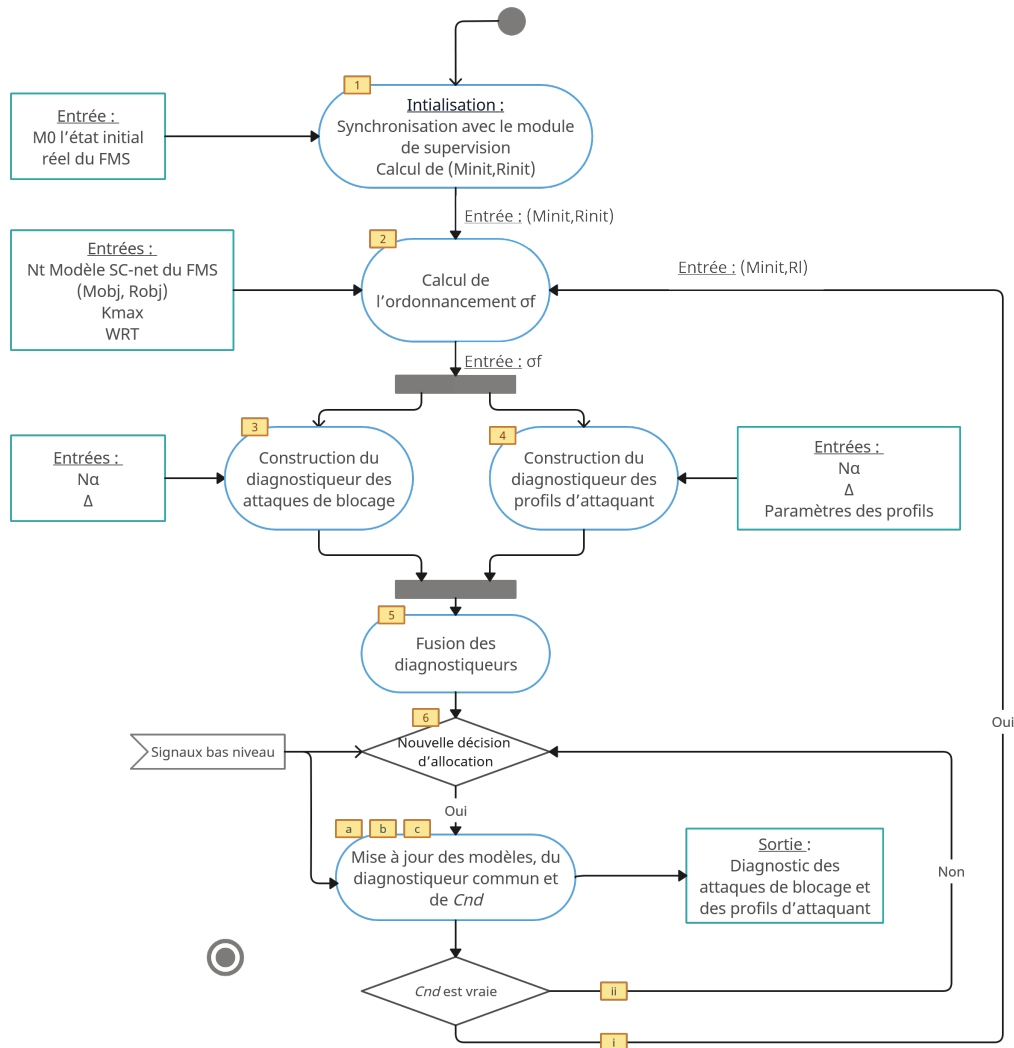 1
Intialisation :
Synchronisation avec le module
de supervision
Calcul de (Minit,Rinit)
Entrée :
M0 l'état initial
réel du FMS
Entrée : (Minit,Rinit)
2
Calcul de
l'ordonnancement σf
Entrées :
Nt Modèle SC-net du FMS
(Mobj, Robj)
Kmax
WRT
Entrée : (Minit,Rl)
Entrée : σf
3
Construction du
diagnostiqueur des
attaques de blocage
Entrées :
Nα
Δ
4
Construction du
diagnostiqueur des
profils d'attaquant
Entrées :
Nα
Δ
Paramètres des profils
5
Fusion des
diagnostiqueurs
6
Nouvelle décision
d'allocation
Signaux bas niveau
Oui
Oui
a
b
c
Mise à jour des modèles, du
diagnostiqueur commun et
de Cnd
Sortie :
Diagnostic des
attaques de blocage et
des profils d'attaquant
Non
Cnd est vraie
ii
i